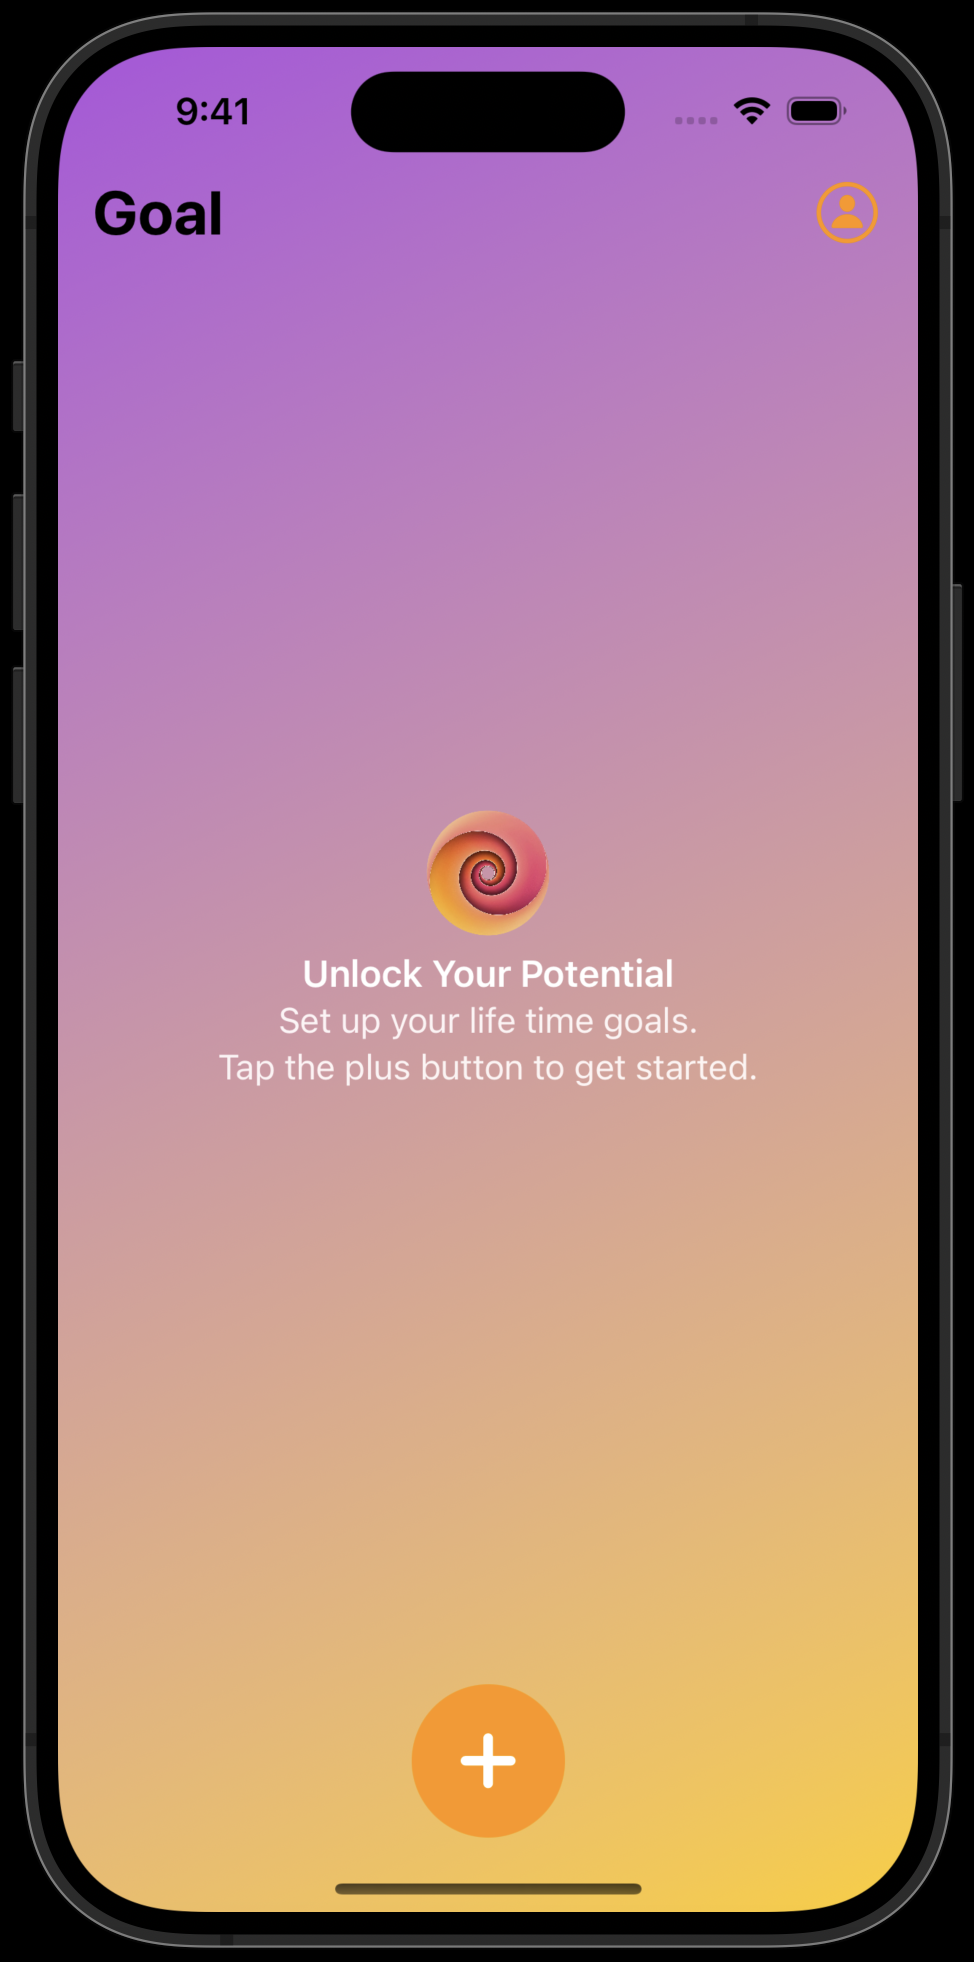 9:41
Goal
Unlock Your Potential
Set up your life time goals.
Tap the plus button to get started.